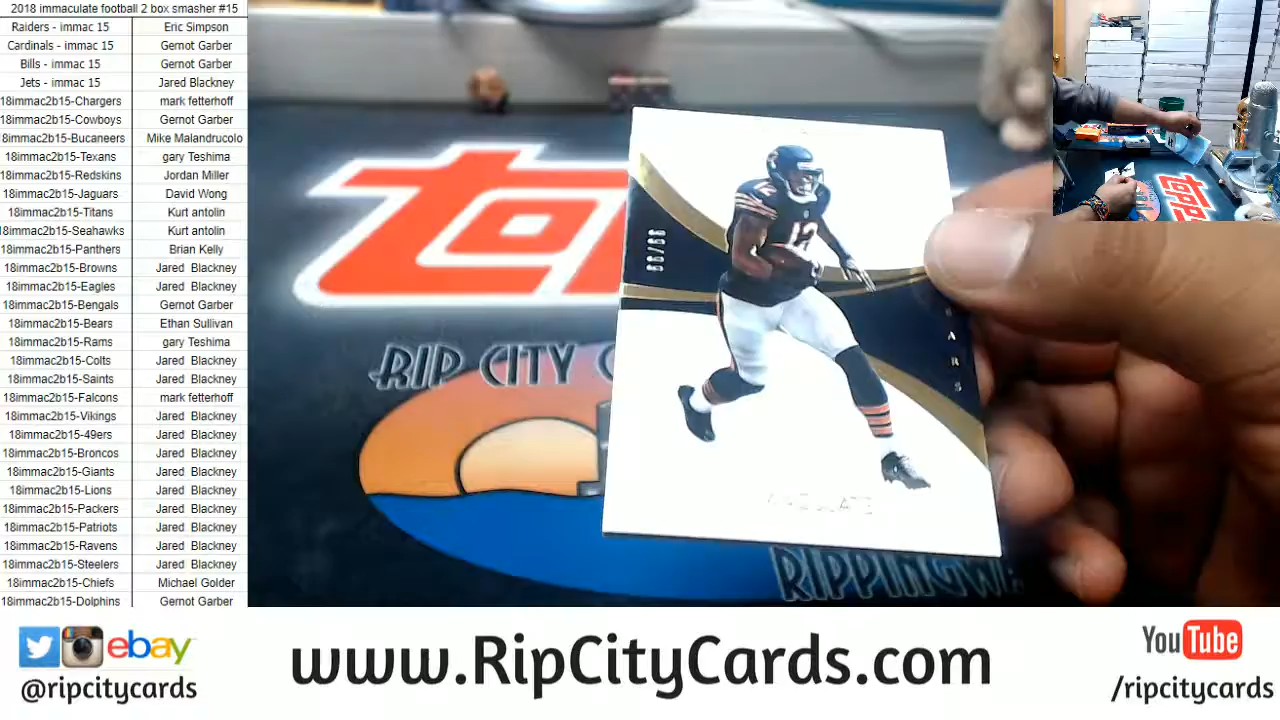 2018 immaculate football 2 box smasher #15
Raiders - immac 15 Eric Simpson
Cardinals - immac 15 Gernot Garber
Bills - immac 15 Gernot Garber
Jets - immac 15 Jared Blackney
18immac2b15-Chargers mark fetterhoff
18immac2b15-Cowboys Gernot Garber
18immac2b15-Bucaneers Mike Malandrucolo
18immac2b15-Texans gary Teshima
18immac2b15-Redskins Jordan Miller
18immac2b15-Jaguars David Wong
18immac2b15-Titans Kurt antolin
18immac2b15-Seahawks Kurt antolin
18immac2b15-Panthers Brian Kelly
18immac2b15-Browns Jared Blackney
18immac2b15-Eagles Jared Blackney
18immac2b15-Bengals Gernot Garber
18immac2b15-Bears Ethan Sullivan
18immac2b15-Rams gary Teshima
18immac2b15-Colts Jared Blackney
18immac2b15-Saints Jared Blackney
18immac2b15-Falcons mark fetterhoff
18immac2b15-Vikings Jared Blackney
18immac2b15-49ers Jared Blackney
18immac2b15-Broncos Jared Blackney
18immac2b15-Giants Jared Blackney
18immac2b15-Lions Jared Blackney
18immac2b15-Packers Jared Blackney
18immac2b15-Patriots Jared Blackney
18immac2b15-Ravens Jared Blackney
18immac2b15-Steelers Jared Blackney
18immac2b15-Chiefs Michael Golder
18immac2b15-Dolphins Gernot Garber
RIP CITY C
12
ARS
RIPPINGW
ebay
@ripcitycards
www.RipCityCards.com
YouTube
/ripcitycards